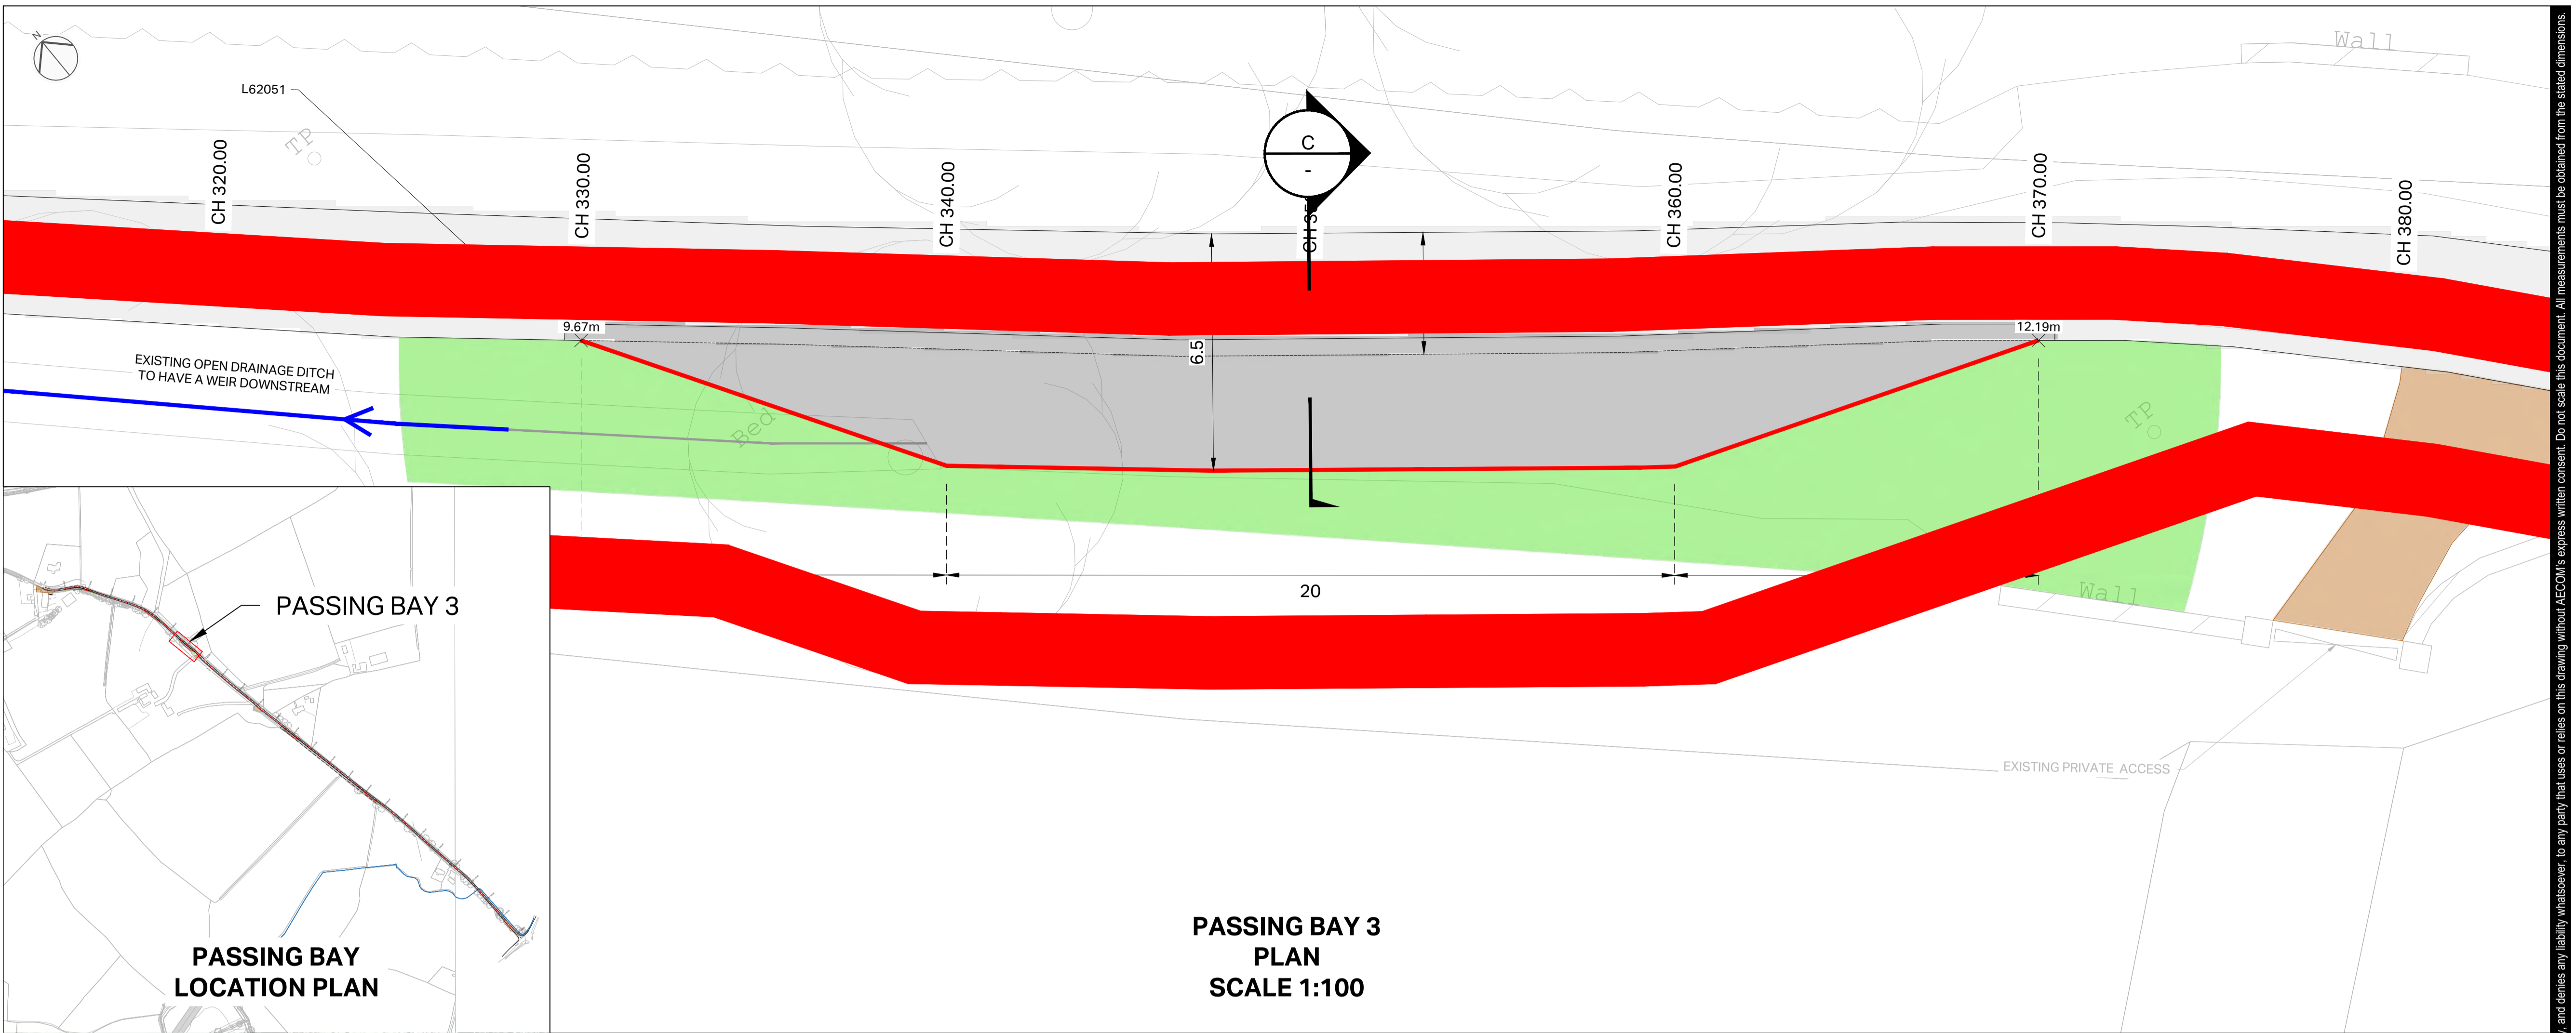 N
Wall
L62051
TP
C
-
CH 320.00
CH 330.00
CH 340.00
CH 35
CH 360.00
CH 370.00
CH 380.00
9.67m
12.19m
6.5
EXISTING OPEN DRAINAGE DITCH
TO HAVE A WEIR DOWNSTREAM
Bed
TP
20
Wall
PASSING BAY 3
EXISTING PRIVATE ACCESS
PASSING BAY
LOCATION PLAN
PASSING BAY 3
PLAN
SCALE 1:100
, and denies any liability whatsoever, to any party that uses or relies on this drawing without AECOM's express written consent. Do not scale this document. All measurements must be obtained from the stated dimensions.